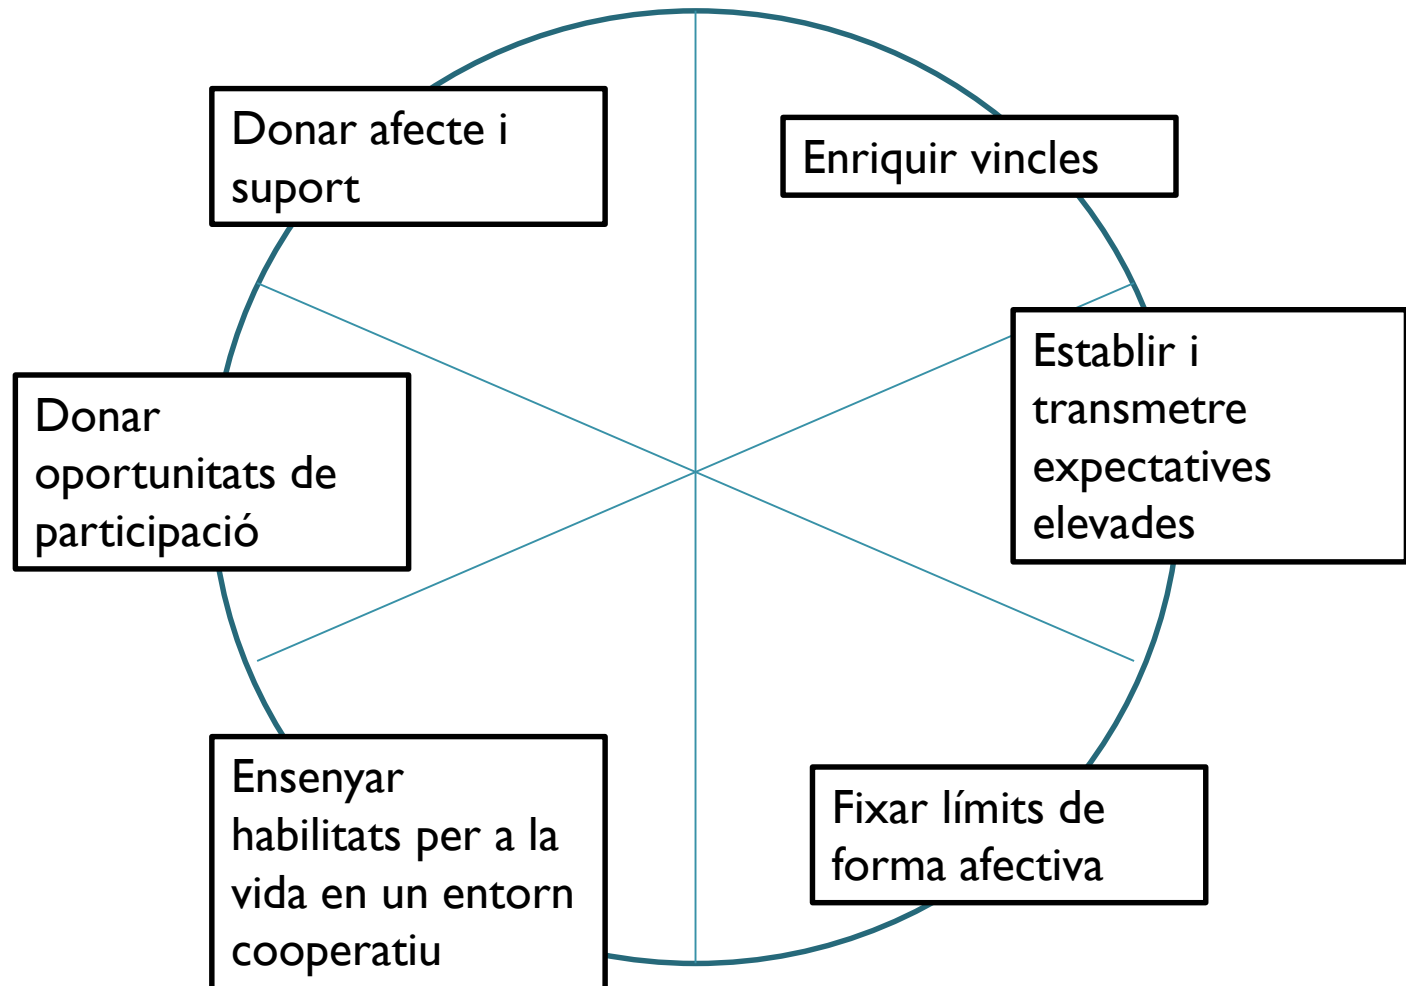 Donar afecte i
suport
Enriquir vincles
Establir i
transmetre
expectatives
elevades
Donar
oportunitats de
participació
Ensenyar
habilitats per a la
vida en un entorn
cooperatiu
Fixar límits de
forma afectiva